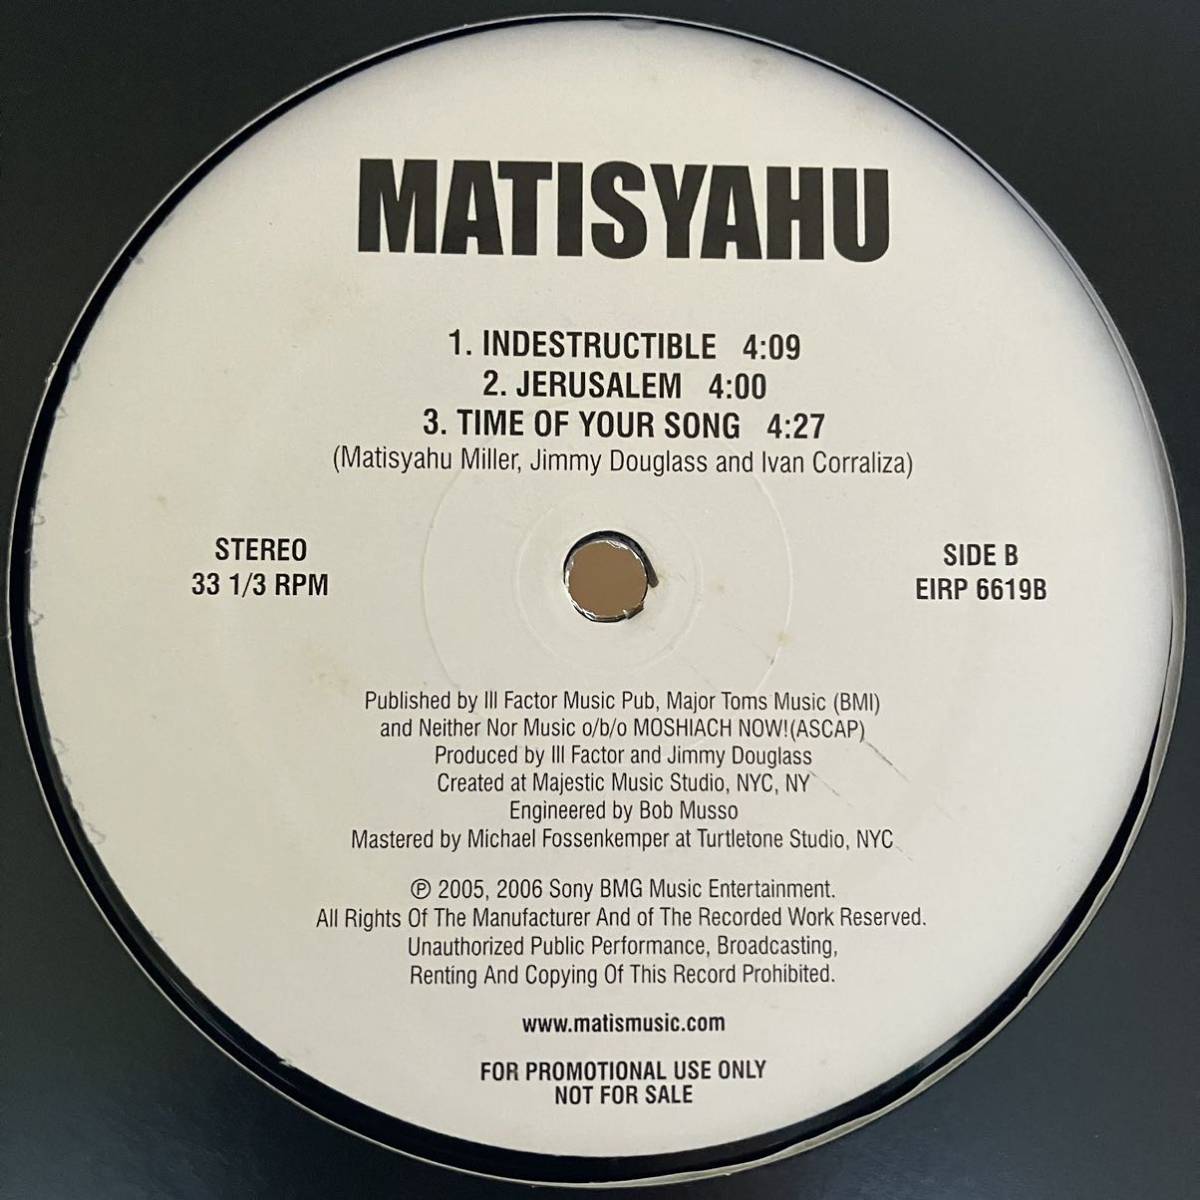 MATISYAHU
1. INDESTRUCTIBLE 4:09
2. JERUSALEM 4:00
3. TIME OF YOUR SONG 4:27
(Matisyahu Miller, Jimmy Douglass and Ivan Corraliza)
STEREO
33 1/3 RPM
SIDE B
EIRP 6619B
Published by Ill Factor Music Pub, Major Toms Music (BMI)
and Neither Nor Music o/b/o MOSHIACH NOW!(ASCAP)
Produced by Ill Factor and Jimmy Douglass
Created at Majestic Music Studio, NYC, NY
Engineered by Bob Musso
Mastered by Michael Fossenkemper at Turtletone Studio, NYC
℗ 2005, 2006 Sony BMG Music Entertainment.
All Rights Of The Manufacturer And of The Recorded Work Reserved.
Unauthorized Public Performance, Broadcasting,
Renting And Copying Of This Record Prohibited.
www.matismusic.com
FOR PROMOTIONAL USE ONLY
NOT FOR SALE